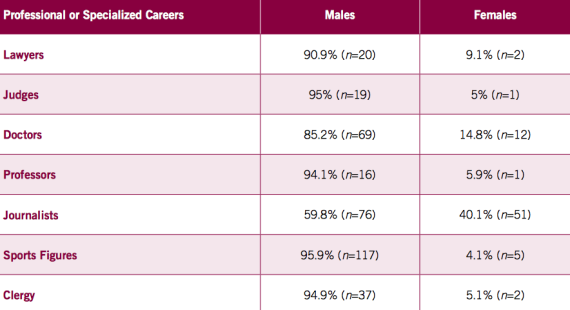 Professional or Specialized Careers Males Females
Lawyers 90.9% (n=20) 9.1% (n=2)
Judges 95% (n=19) 5% (n=1)
Doctors 85.2% (n=69) 14.8% (n=12)
Professors 94.1% (n=16) 5.9% (n=1)
Journalists 59.8% (n=76) 40.1% (n=51)
Sports Figures 95.9% (n=117) 4.1% (n=5)
Clergy 94.9% (n=37) 5.1% (n=2)